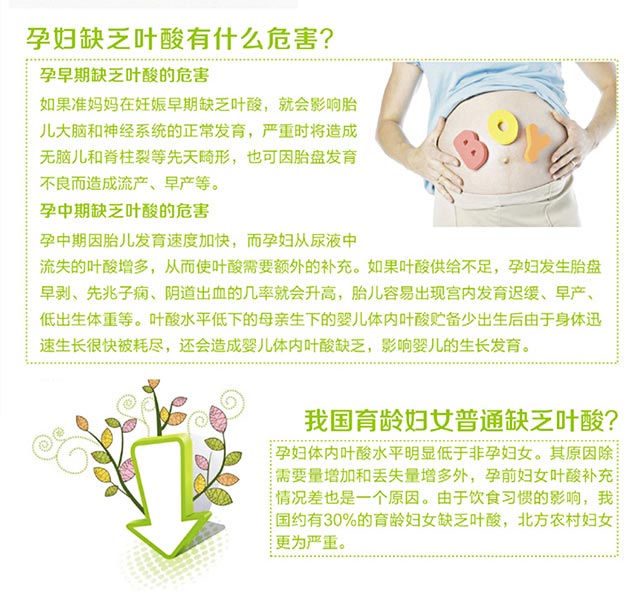 孕妇缺乏叶酸有什么危害?
孕早期缺乏叶酸的危害
如果准妈妈在妊娠早期缺乏叶酸，就会影响胎
儿大脑和神经系统的正常发育，严重时将造成
无脑儿和脊柱裂等先天畸形，也可因胎盘发育
不良而造成流产、早产等。
BOY
孕中期缺乏叶酸的危害
孕中期因胎儿发育速度加快，而孕妇从尿液中
流失的叶酸增多，从而使叶酸需要额外的补充。如果叶酸供给不足，孕妇发生胎盘
早剥、先兆子痫、阴道出血的几率就会升高，胎儿容易出现宫内发育迟缓、早产、
低出生体重等。叶酸水平低下的母亲生下的婴儿体内叶酸贮备少出生后由于身体迅
速生长很快被耗尽，还会造成婴儿体内叶酸缺乏，影响婴儿的生长发育。
我国育龄妇女普通缺乏叶酸?
孕妇体内叶酸水平明显低于非孕妇女。其原因除
需要量增加和丢失量增多外，孕前妇女叶酸补充
情况差也是一个原因。由于饮食习惯的影响，我
国约有30%的育龄妇女缺乏叶酸，北方农村妇女
更为严重。